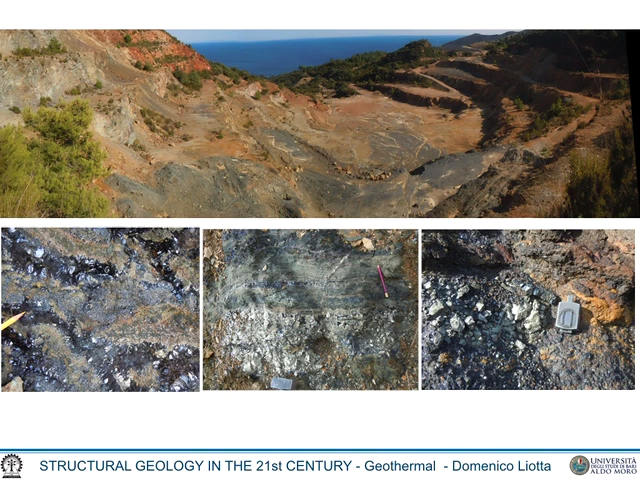 STRUCTURAL GEOLOGY IN THE 21st CENTURY - Geothermal - Domenico Liotta
UNIVERSITÀ
DEGLI STUDI DI BARI
ALDO MORO